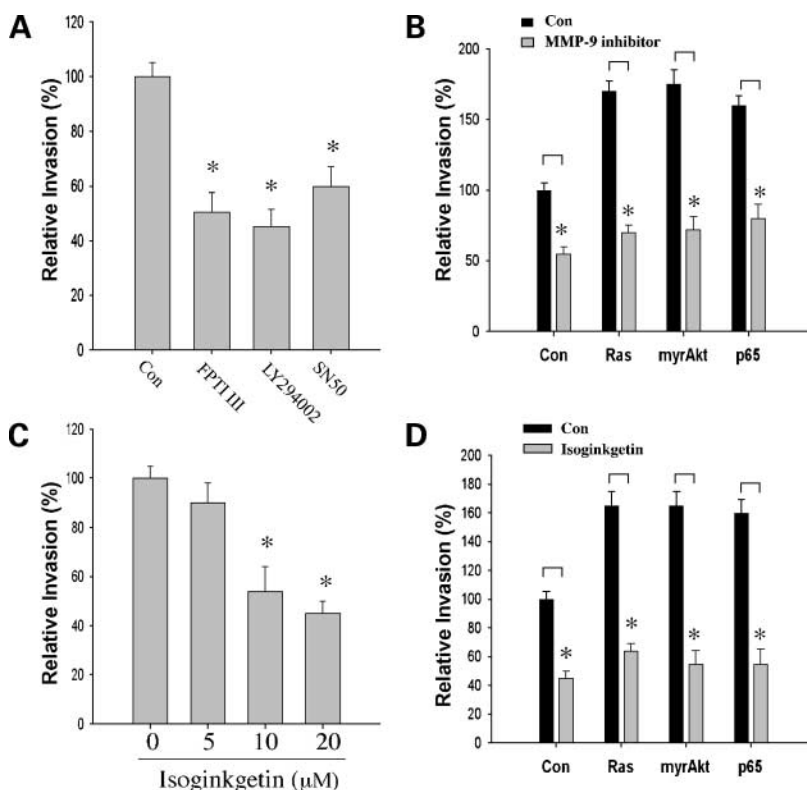 A
Relative Invasion (%)
120
100
80
60
40
20
0
*
*
*
Con
FPTI III
LY294002
SN50
B
Con
MMP-9 inhibitor
Relative Invasion (%)
200
150
100
50
0
*
*
*
*
Con Ras myrAkt p65
C
Relative Invasion (%)
120
100
80
60
40
20
0
*
*
0 5 10 20
Isoginkgetin (μM)
D
Con
Isoginkgetin
Relative Invasion (%)
200
180
160
140
120
100
80
60
40
20
0
*
*
*
*
Con Ras myrAkt p65